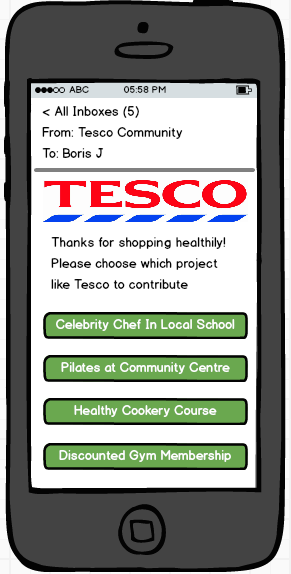 ABC 05:58 PM
< All Inboxes (5)
From: Tesco Community
To: Boris J
TESCO
Thanks for shopping healthily!
Please choose which project
like Tesco to contribute
Celebrity Chef In Local School
Pilates at Community Centre
Healthy Cookery Course
Discounted Gym Membership